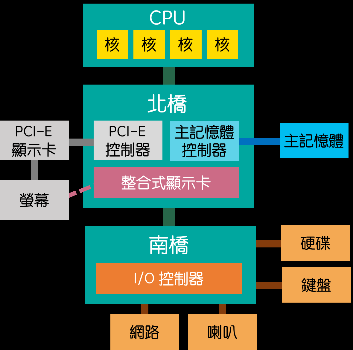 CPU
核 核 核 核
北橋
PCI-E
顯示卡
PCI-E
控制器
主記憶體
控制器
主記憶體
整合式顯示卡
螢幕
南橋
硬碟
I/O 控制器
鍵盤
網路
喇叭